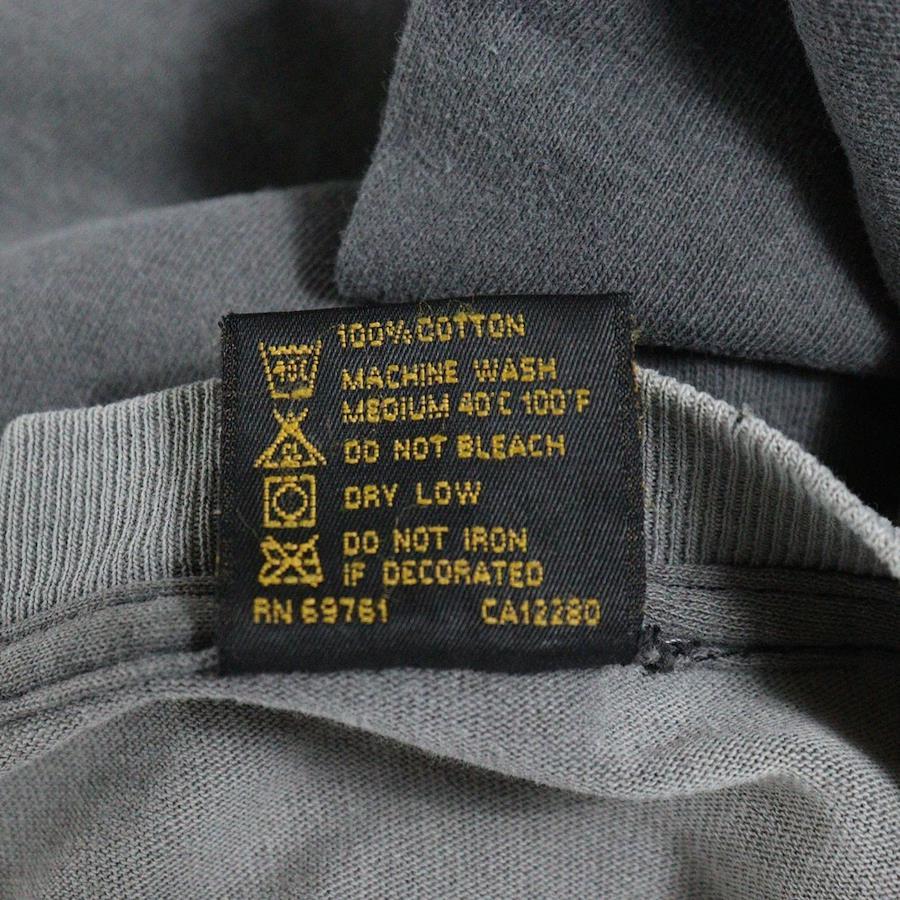 100% COTTON
MACHINE WASH
MEDIUM 40°C 100°F
DO NOT BLEACH
DRY LOW
DO NOT IRON
IF DECORATED
RN 69761 CA12280